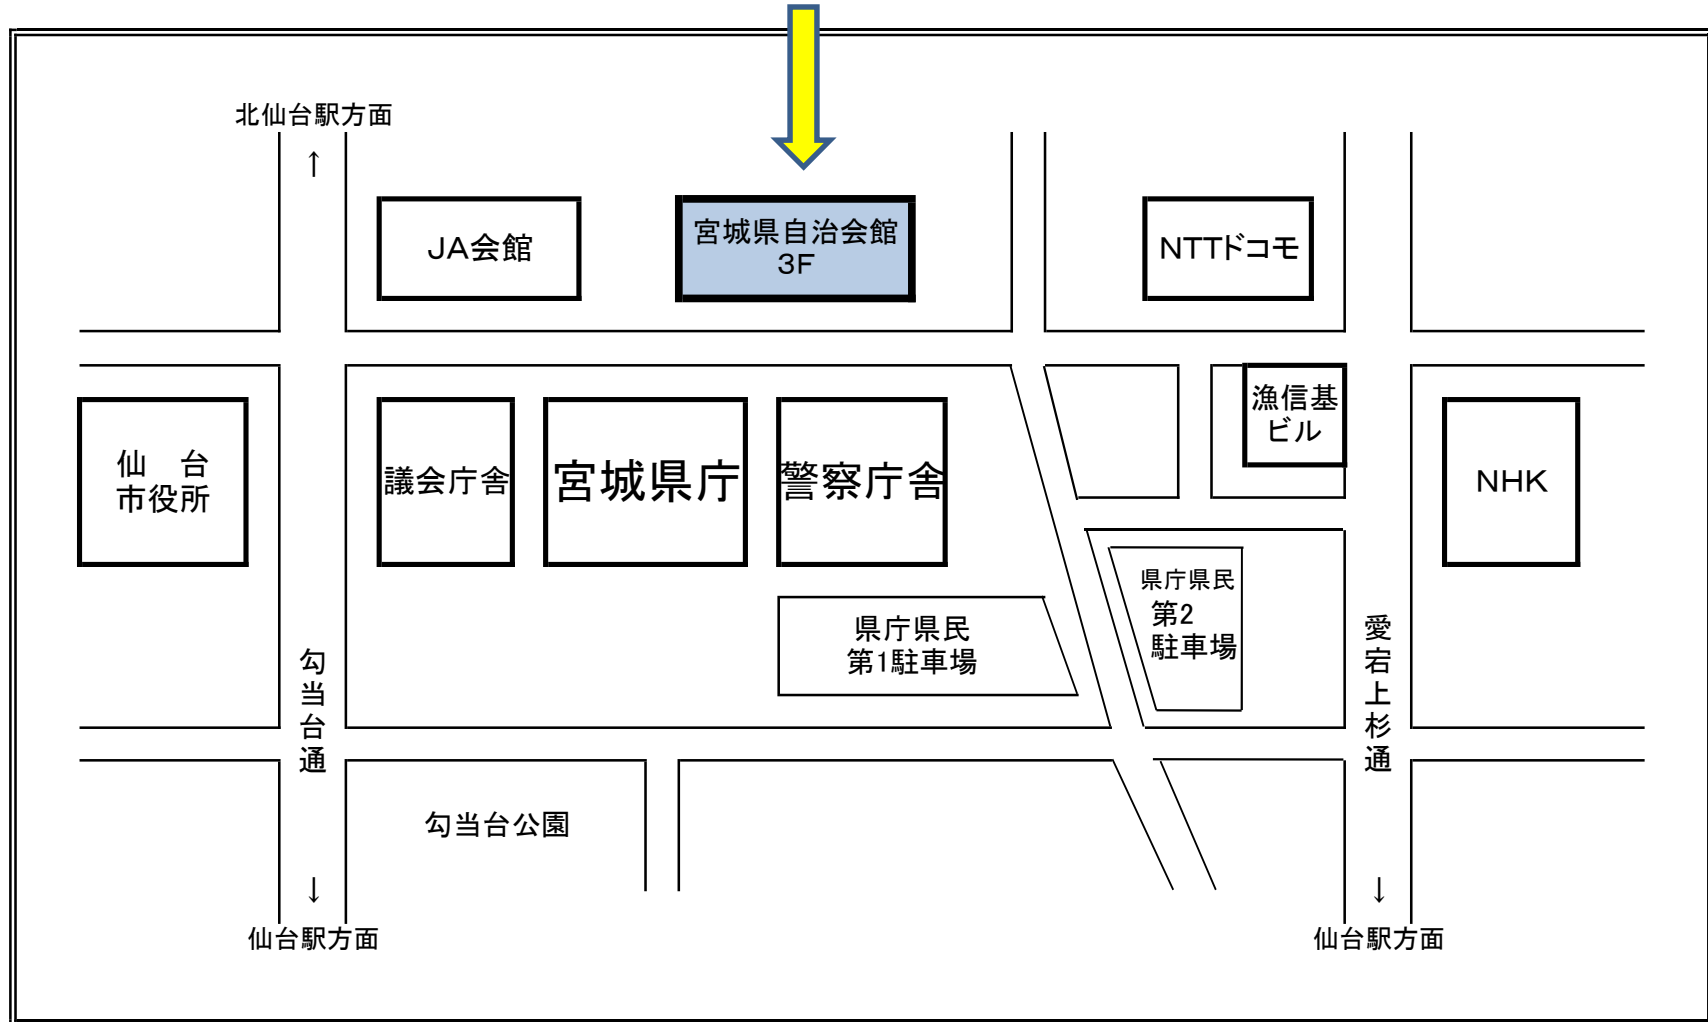 北仙台駅方面
↑
JA会館
宮城県自治会館
3F
NTTドコモ
仙　台
市役所
議会庁舎
宮城県庁
警察庁舎
漁信基
ビル
NHK
県庁県民
第1駐車場
県庁県民
第2
駐車場
勾当台通
愛宕上杉通
勾当台公園
↓
仙台駅方面
↓
仙台駅方面